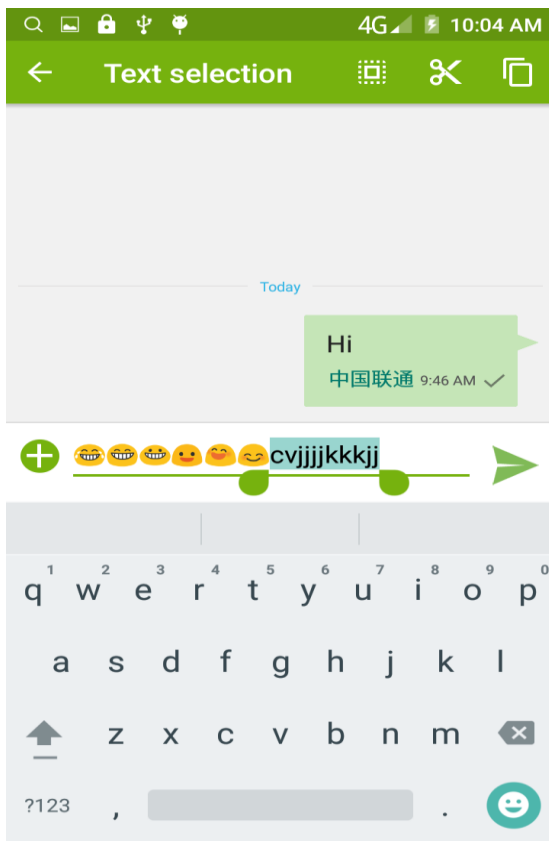 4G 10:04 AM
Text selection
Today
Hi
中国联通 9:46 AM
😂😁😀🙂😄😊cvjjjjkkkjj
1 2 3 4 5 6 7 8 9 0
q w e r t y u i o p
a s d f g h j k l
z x c v b n m
?123 , .